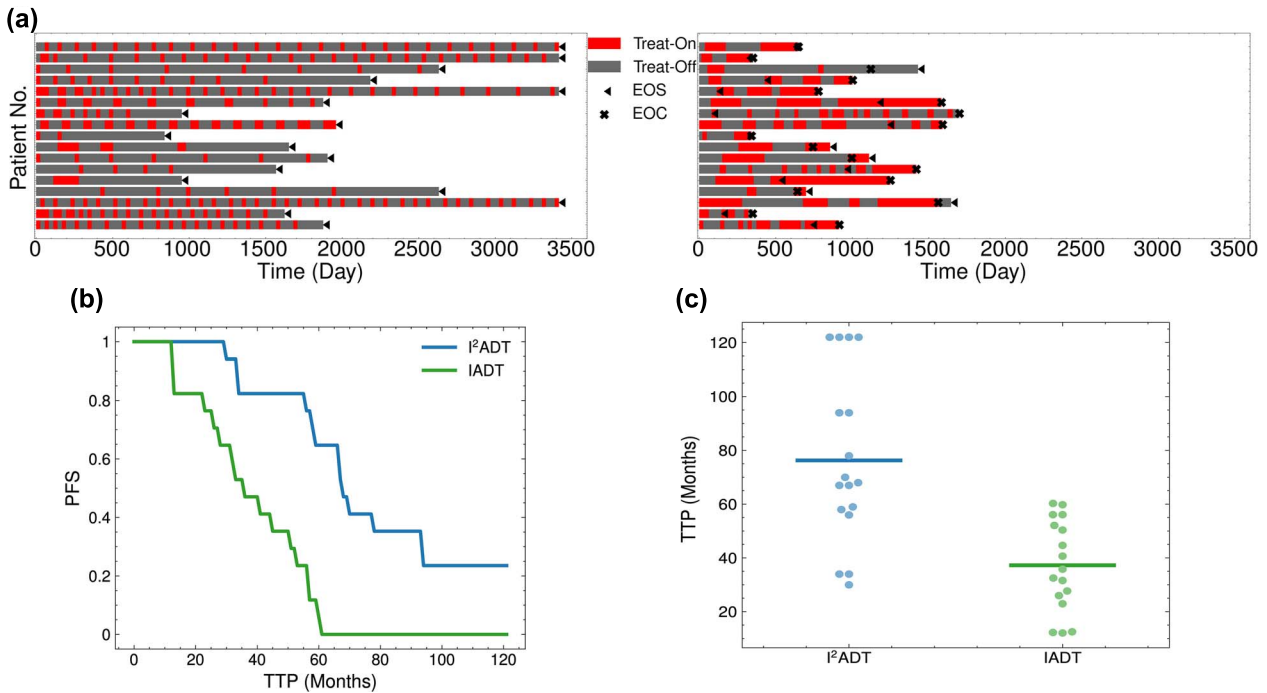 (a)
Patient No.
0 500 1000 1500 2000 2500 3000 3500
Time (Day)
Treat-On
Treat-Off
EOS
EOC
0 500 1000 1500 2000 2500 3000 3500
Time (Day)
(b)
PFS
1
0.8
0.6
0.4
0.2
0
0 20 40 60 80 100 120
TTP (Months)
I²ADT
IADT
(c)
TTP (Months)
120
100
80
60
40
20
I²ADT IADT